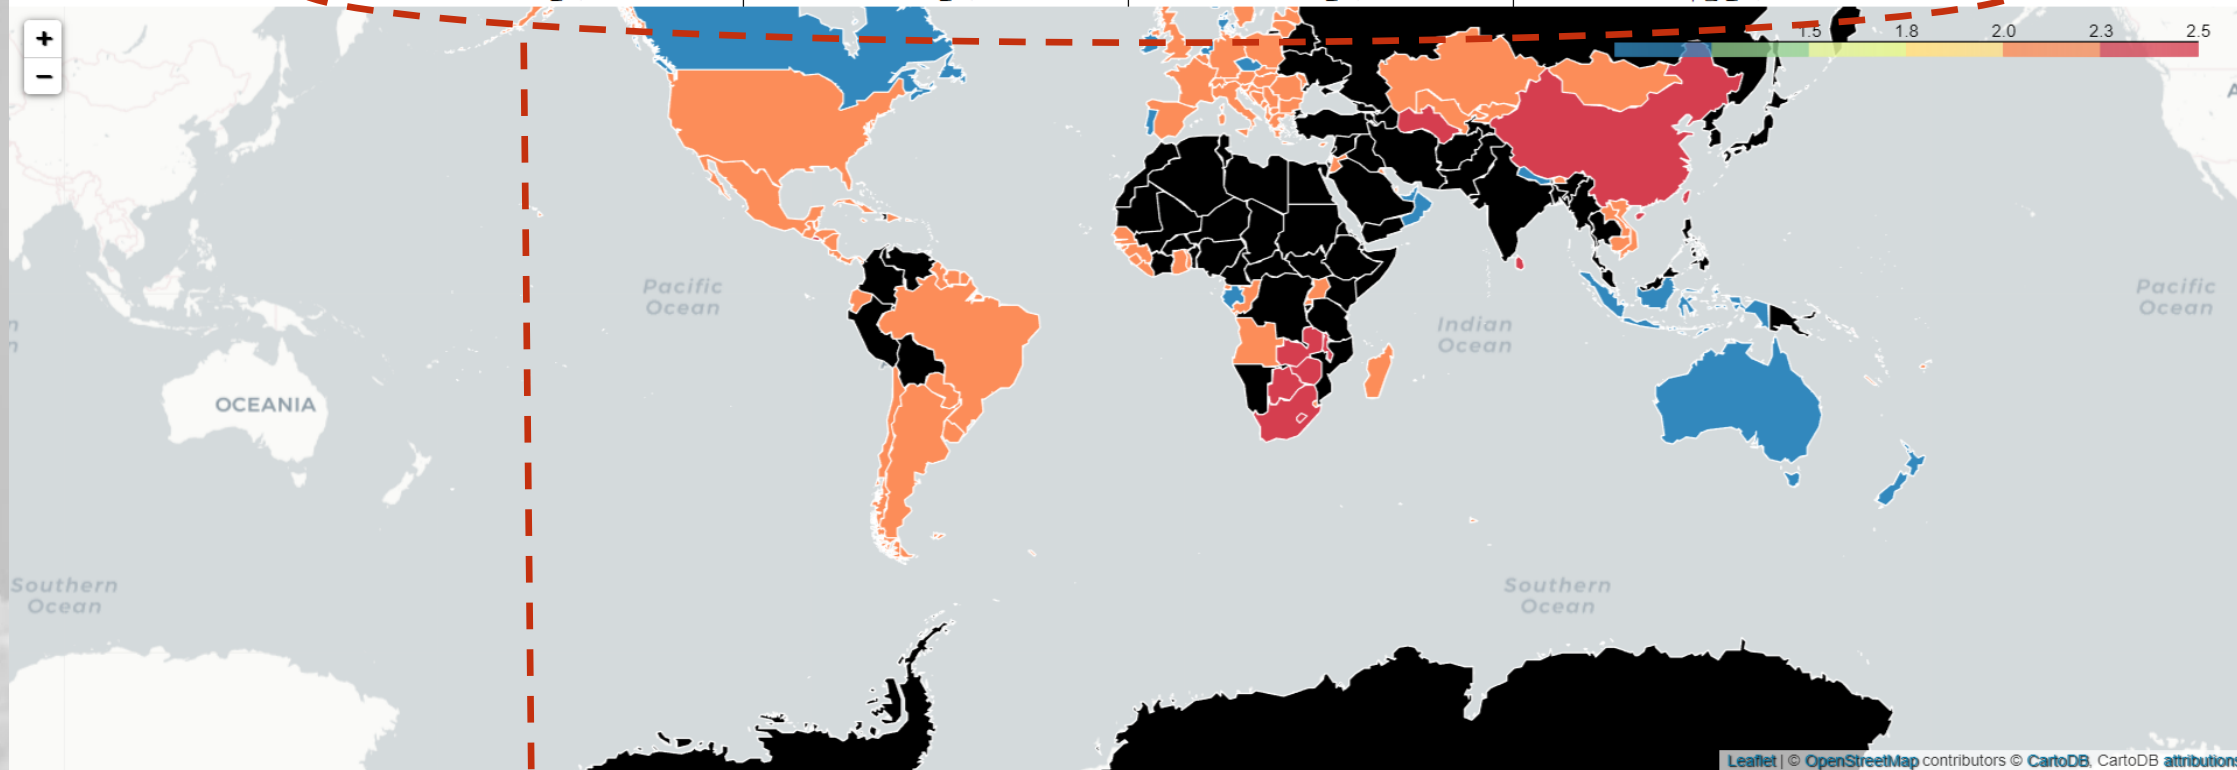 +
−
1.5 1.8 2.0 2.3 2.5
Pacific
Ocean
Pacific
Ocean
Indian
Ocean
OCEANIA
Southern
Ocean
Southern
Ocean
Leaflet | © OpenStreetMap contributors © CartoDB, CartoDB attributions